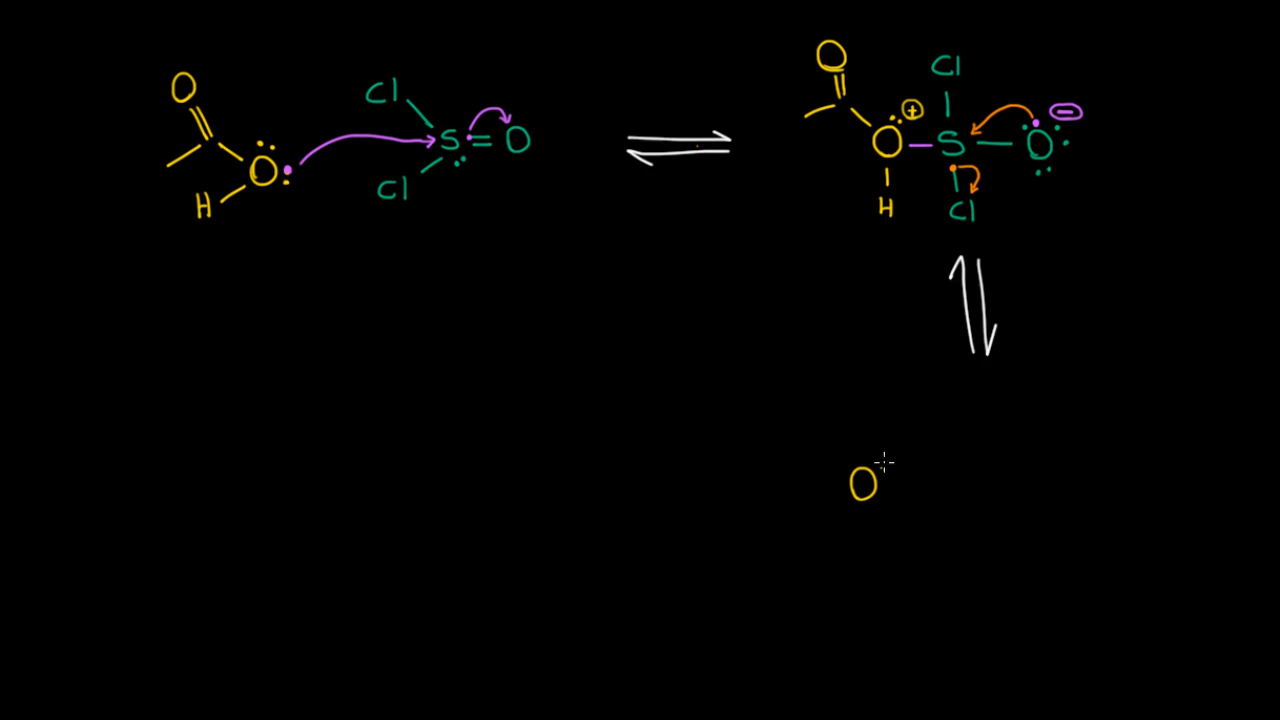 O Cl
S = O
O
H Cl
O Cl
⊕
O − S − O ⊖
H Cl
O